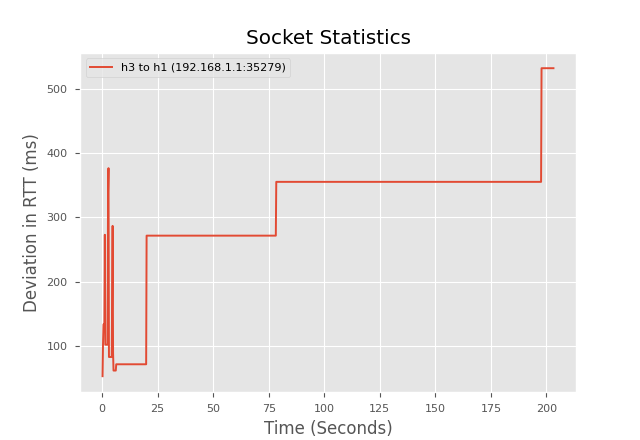 Socket Statistics
h3 to h1 (192.168.1.1:35279)
Deviation in RTT (ms)
500
400
300
200
100
0 25 50 75 100 125 150 175 200
Time (Seconds)